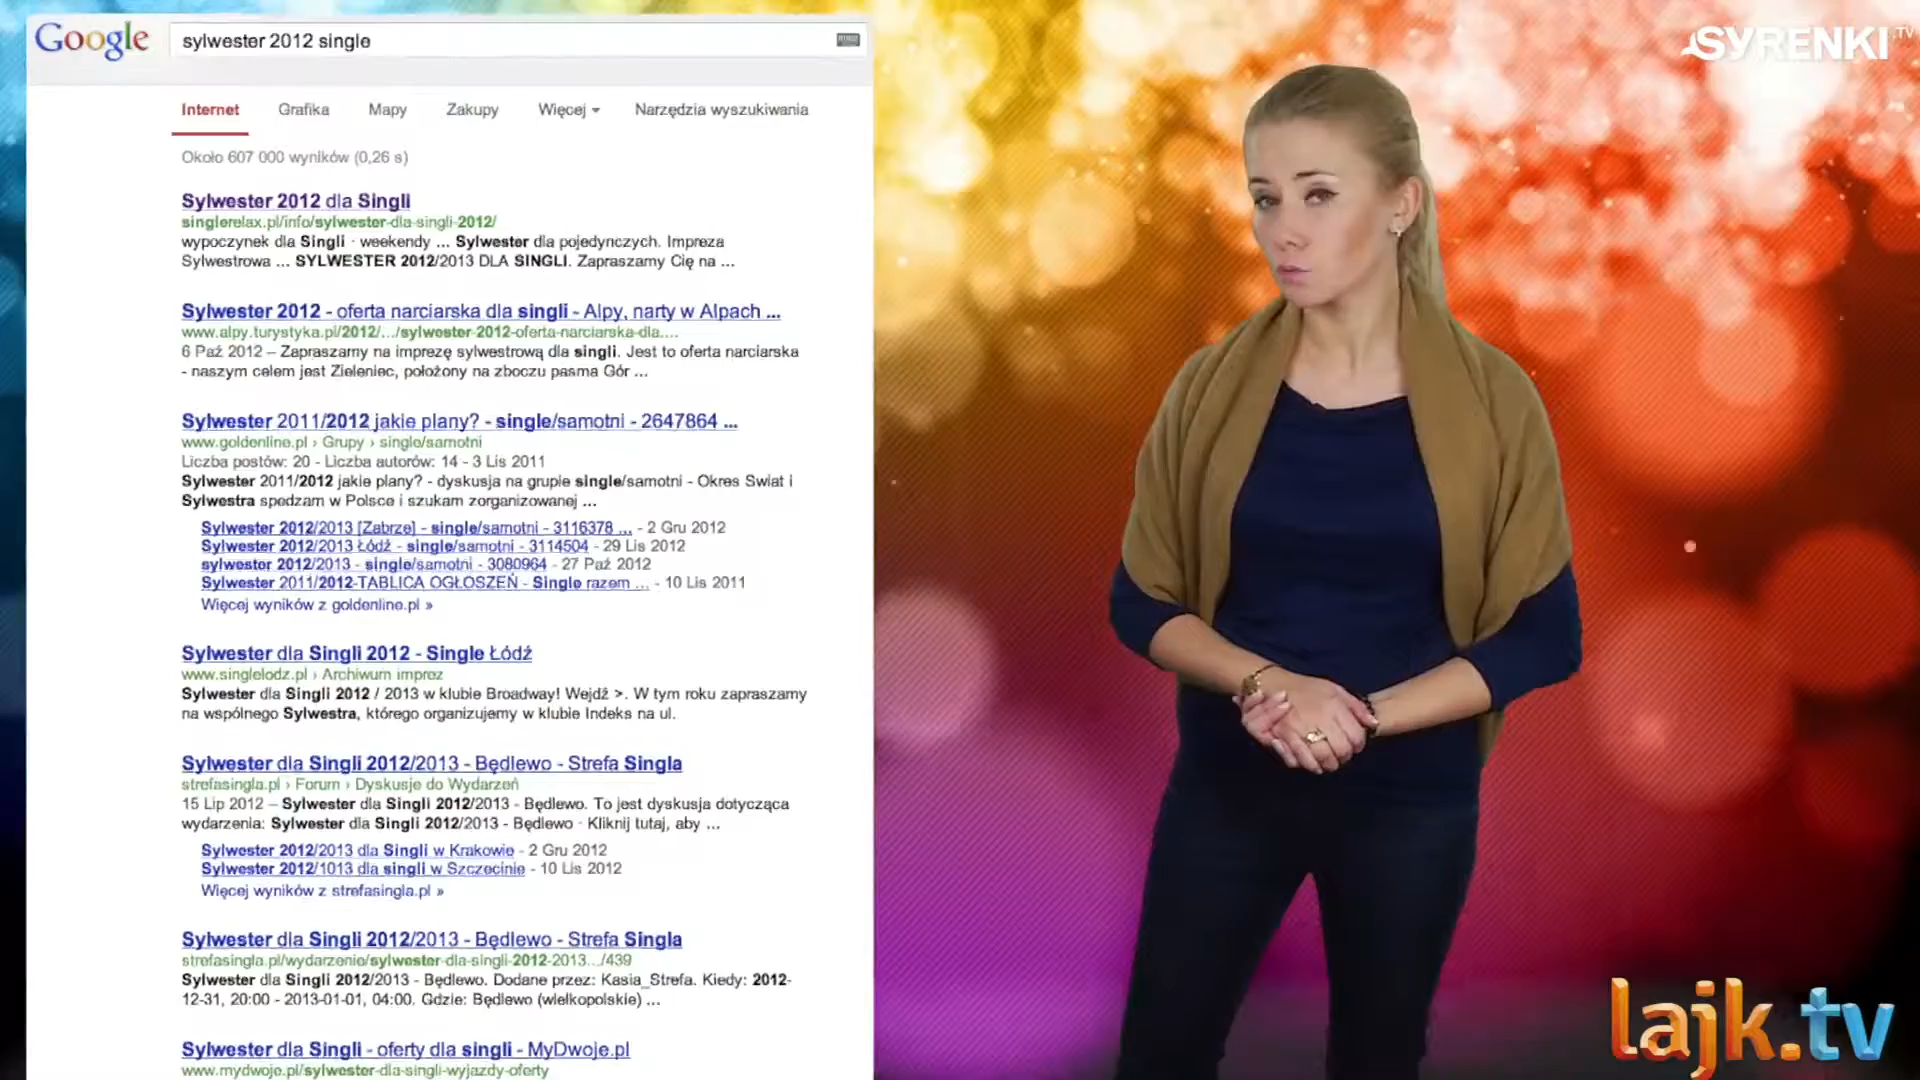 Google
sylwester 2012 single
SYRENKI.TV
Internet Grafika Mapy Zakupy Więcej Narzędzia wyszukiwania
Około 607 000 wyników (0,26 s)
Sylwester 2012 dla Singli
singlerelax.pl/info/sylwester-dla-singli-2012/
wypoczynek dla Singli · weekendy ... Sylwester dla pojedynczych. Impreza
Sylwestrowa ... SYLWESTER 2012/2013 DLA SINGLI. Zapraszamy Cię na ...
Sylwester 2012 - oferta narciarska dla singli - Alpy, narty w Alpach ...
www.alpy.turystyka.pl/2012/.../sylwester-2012-oferta-narciarska-dla....
6 Paź 2012 – Zapraszamy na imprezę sylwestrową dla singli. Jest to oferta narciarska
- naszym celem jest Zieleniec, położony na zboczu pasma Gór ...
Sylwester 2011/2012 jakie plany? - single/samotni - 2647864 ...
www.goldenline.pl › Grupy › single/samotni
Liczba postów: 20 - Liczba autorów: 14 - 3 Lis 2011
Sylwester 2011/2012 jakie plany? - dyskusja na grupie single/samotni - Okres Swiat i
Sylwestra spedzam w Polsce i szukam zorganizowanej ...
Sylwester 2012/2013 [Zabrze] - single/samotni - 3116378 ... - 2 Gru 2012
Sylwester 2012/2013 Łódź - single/samotni - 3114504 - 29 Lis 2012
sylwester 2012/2013 - single/samotni - 3080964 - 27 Paź 2012
Sylwester 2011/2012-TABLICA OGŁOSZEŃ - Single razem ... - 10 Lis 2011
Więcej wyników z goldenline.pl »
Sylwester dla Singli 2012 - Single Łódź
www.singlelodz.pl › Archiwum imprez
Sylwester dla Singli 2012 / 2013 w klubie Broadway! Wejdź >. W tym roku zapraszamy
na wspólnego Sylwestra, którego organizujemy w klubie Indeks na ul.
Sylwester dla Singli 2012/2013 - Będlewo - Strefa Singla
strefasingla.pl › Forum › Dyskusje do Wydarzeń
15 Lip 2012 – Sylwester dla Singli 2012/2013 - Będlewo. To jest dyskusja dotycząca
wydarzenia: Sylwester dla Singli 2012/2013 - Będlewo · Kliknij tutaj, aby ...
Sylwester 2012/2013 dla Singli w Krakowie - 2 Gru 2012
Sylwester 2012/1013 dla singli w Szczecinie - 10 Lis 2012
Więcej wyników z strefasingla.pl »
Sylwester dla Singli 2012/2013 - Będlewo - Strefa Singla
strefasingla.pl/wydarzenie/sylwester-dla-singli-2012-2013.../439
Sylwester dla Singli 2012/2013 - Będlewo. Dodane przez: Kasia_Strefa. Kiedy: 2012-
12-31, 20:00 - 2013-01-01, 04:00. Gdzie: Będlewo (wielkopolskie) ...
Sylwester dla Singli - oferty dla singli - MyDwoje.pl
www.mydwoje.pl/sylwester-dla-singli-wyjazdy-oferty
lajk.tv